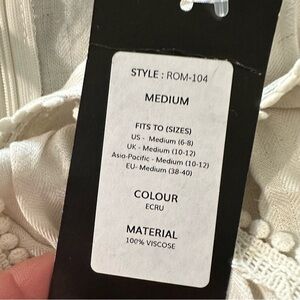 STYLE : ROM-104
MEDIUM
FITS TO (SIZES)
US - Medium (6-8)
UK - Medium (10-12)
Asia-Pacific - Medium (10-12)
EU- Medium (38-40)
COLOUR
ECRU
MATERIAL
100% VISCOSE